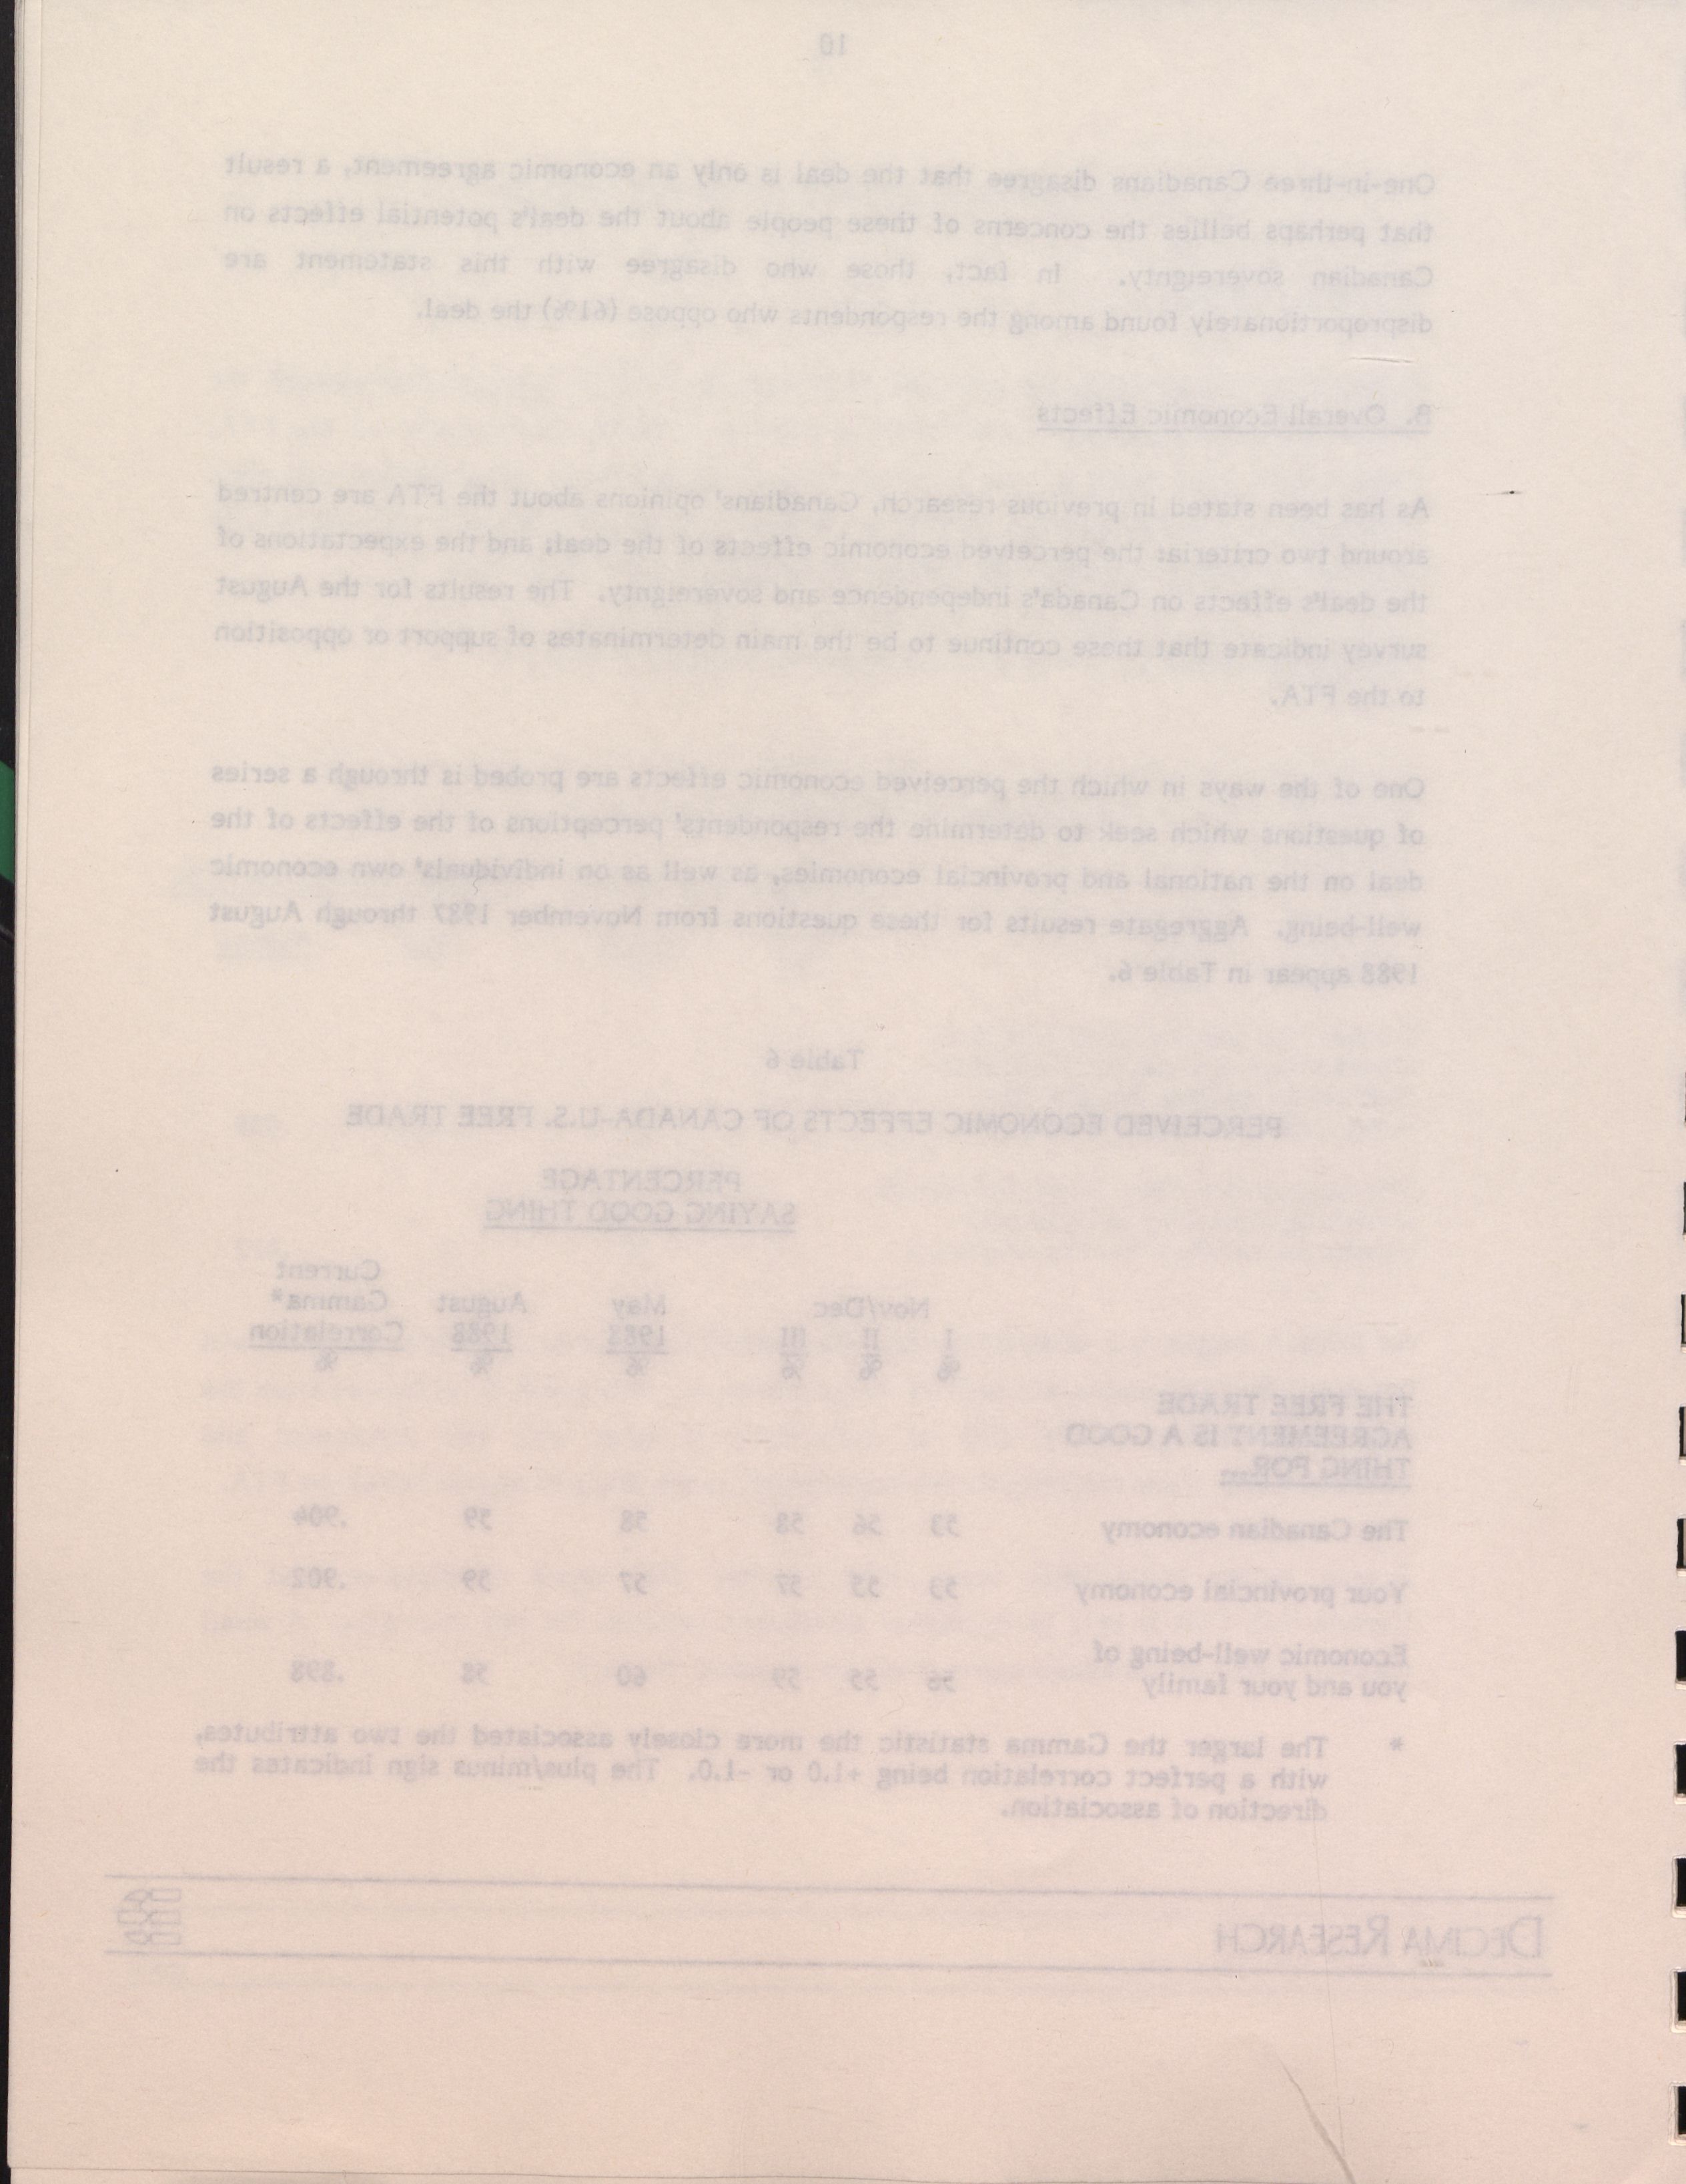 10
One-in-three Canadians disagree that the deal is only an economic agreement, a result
that perhaps bellies the concerns of these people about the deal's potential effects on
Canadian sovereignty. In fact, those who disagree with this statement are
disproportionately found among the respondents who oppose (61%) the deal.
B. Overall Economic Effects
As has been stated in previous research, Canadians' opinions about the FTA are centred
around two criteria: the perceived economic effects of the deal; and the expectations of
the deal's effects on Canada's independence and sovereignty. The results for the August
survey indicate that these continue to be the main determinates of support or opposition
to the FTA.
One of the ways in which the perceived economic effects are probed is through a series
of questions which seek to determine the respondents' perceptions of the effects of the
deal on the national and provincial economies, as well as on individuals' own economic
well-being. Aggregate results for these questions from November 1987 through August
1988 appear in Table 6.
Table 6
PERCEIVED ECONOMIC EFFECTS OF CANADA-U.S. FREE TRADE
PERCENTAGE
SAYING GOOD THING
Current
Nov/Dec May August Gamma*
I II III 1988 1988 Correlation
% % % % % %
THE FREE TRADE
AGREEMENT IS A GOOD
THING FOR...
The Canadian economy 53 56 58 58 59 .904
Your provincial economy 53 55 57 57 59 .902
Economic well-being of
you and your family 56 55 59 60 58 .898
* The larger the Gamma statistic the more closely associated the two attributes,
with a perfect correlation being +1.0 or -1.0. The plus/minus sign indicates the
direction of association.
DECIMA RESEARCH